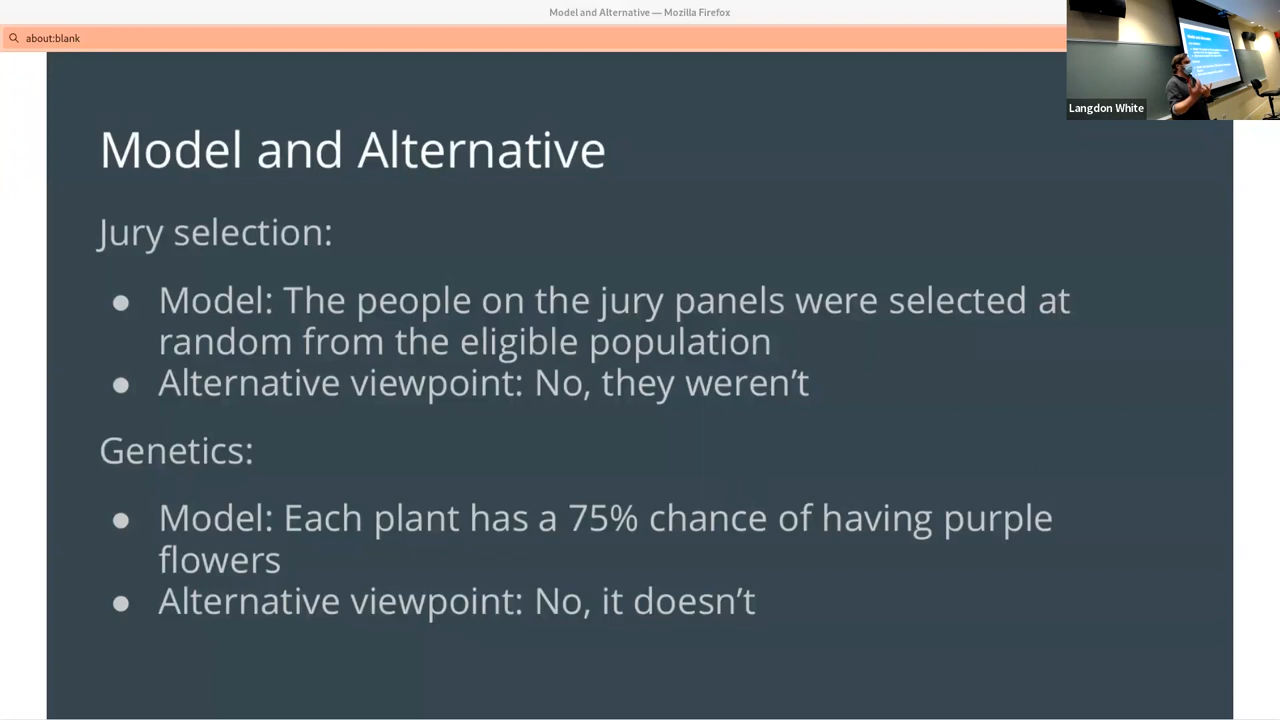 Model and Alternative — Mozilla Firefox
about:blank
Langdon White
Model and Alternative
Jury selection:
● Model: The people on the jury panels were selected at
random from the eligible population
● Alternative viewpoint: No, they weren’t
Genetics:
● Model: Each plant has a 75% chance of having purple
flowers
● Alternative viewpoint: No, it doesn’t